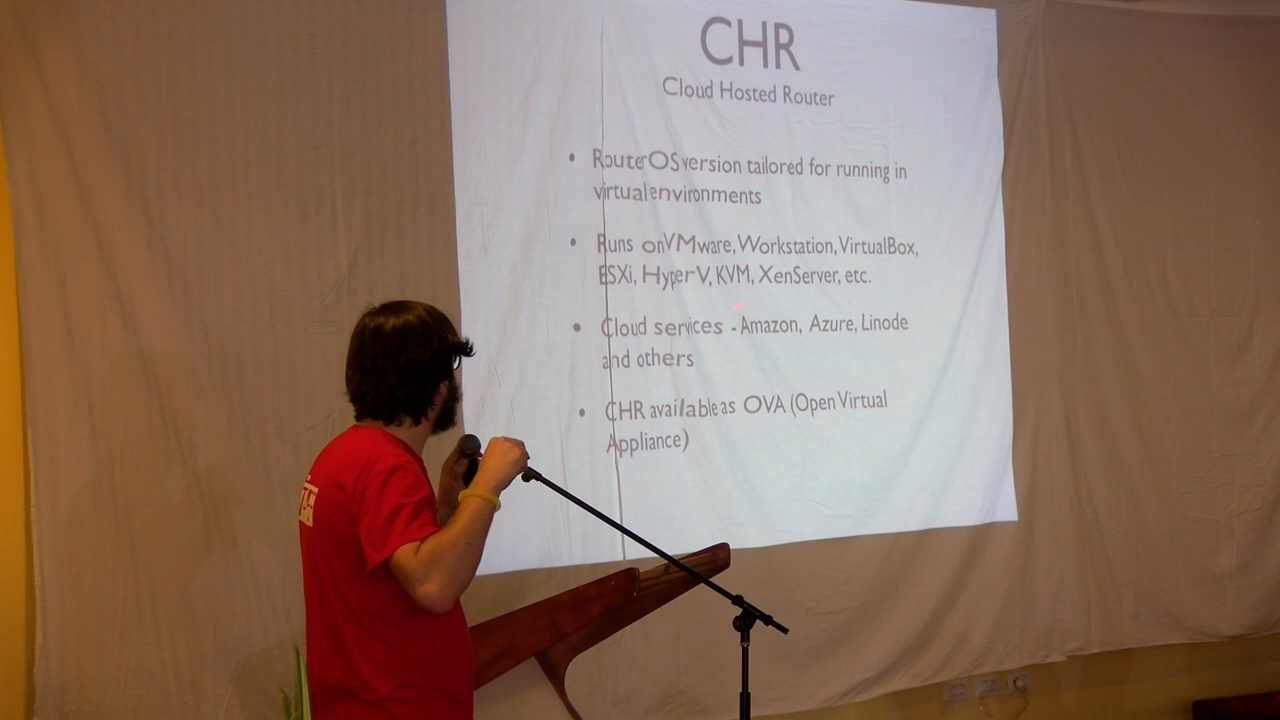 CHR
Cloud Hosted Router
• RouterOS version tailored for running in
virtual environments
• Runs on VMware, Workstation, VirtualBox,
ESXi, Hyper V, KVM, XenServer, etc.
• Cloud services - Amazon, Azure, Linode
and others
• CHR available as OVA (Open Virtual
Appliance)